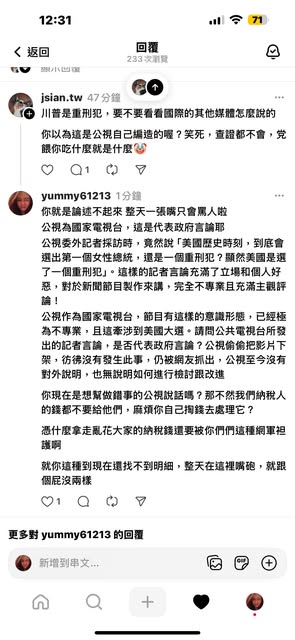 12:31
71
返回
回覆
233 次瀏覽
顯示回覆
jsian.tw 47分鐘
川普是重刑犯，要不要看看國際的其他媒體怎麼說的
你以為這是公視自己編造的喔？笑死，查證都不會，黨
餵你吃什麼就是什麼🤡
1
yummy61213 1分鐘
你就是論述不起來 整天一張嘴只會罵人啦
公視為國家電視台，這是代表政府言論耶
公視委外記者採訪時，竟然說「美國歷史時刻，到底會
選出第一個女性總統，還是一個重刑犯？顯然美國是選
了一個重刑犯」。這樣的記者言論充滿了立場和個人好
惡，對於新聞節目製作來講，完全不專業且充滿主觀評
論！
公視作為國家電視台，節目有這樣的意識形態，已經極
為不專業，且這牽涉到美國大選。請問公共電視台所發
出的記者言論，是否代表政府言論？公視偷偷把影片下
架，彷彿沒有發生此事，仍被網友抓出，公視至今沒有
對外說明，也無說明如何進行檢討跟改進
你現在是想幫做錯事的公視說話嗎？那不然我們納稅人
的錢都不要給他們，麻煩你自己掏錢去處理它？
憑什麼拿走亂花大家的納稅錢還要被你們們這種網軍袒
護啊
就你這種到現在還找不到明細，整天在這裡嘴砲，就跟
個屁沒兩樣
1
更多對 yummy61213 的回覆
新增到串文……
GIF